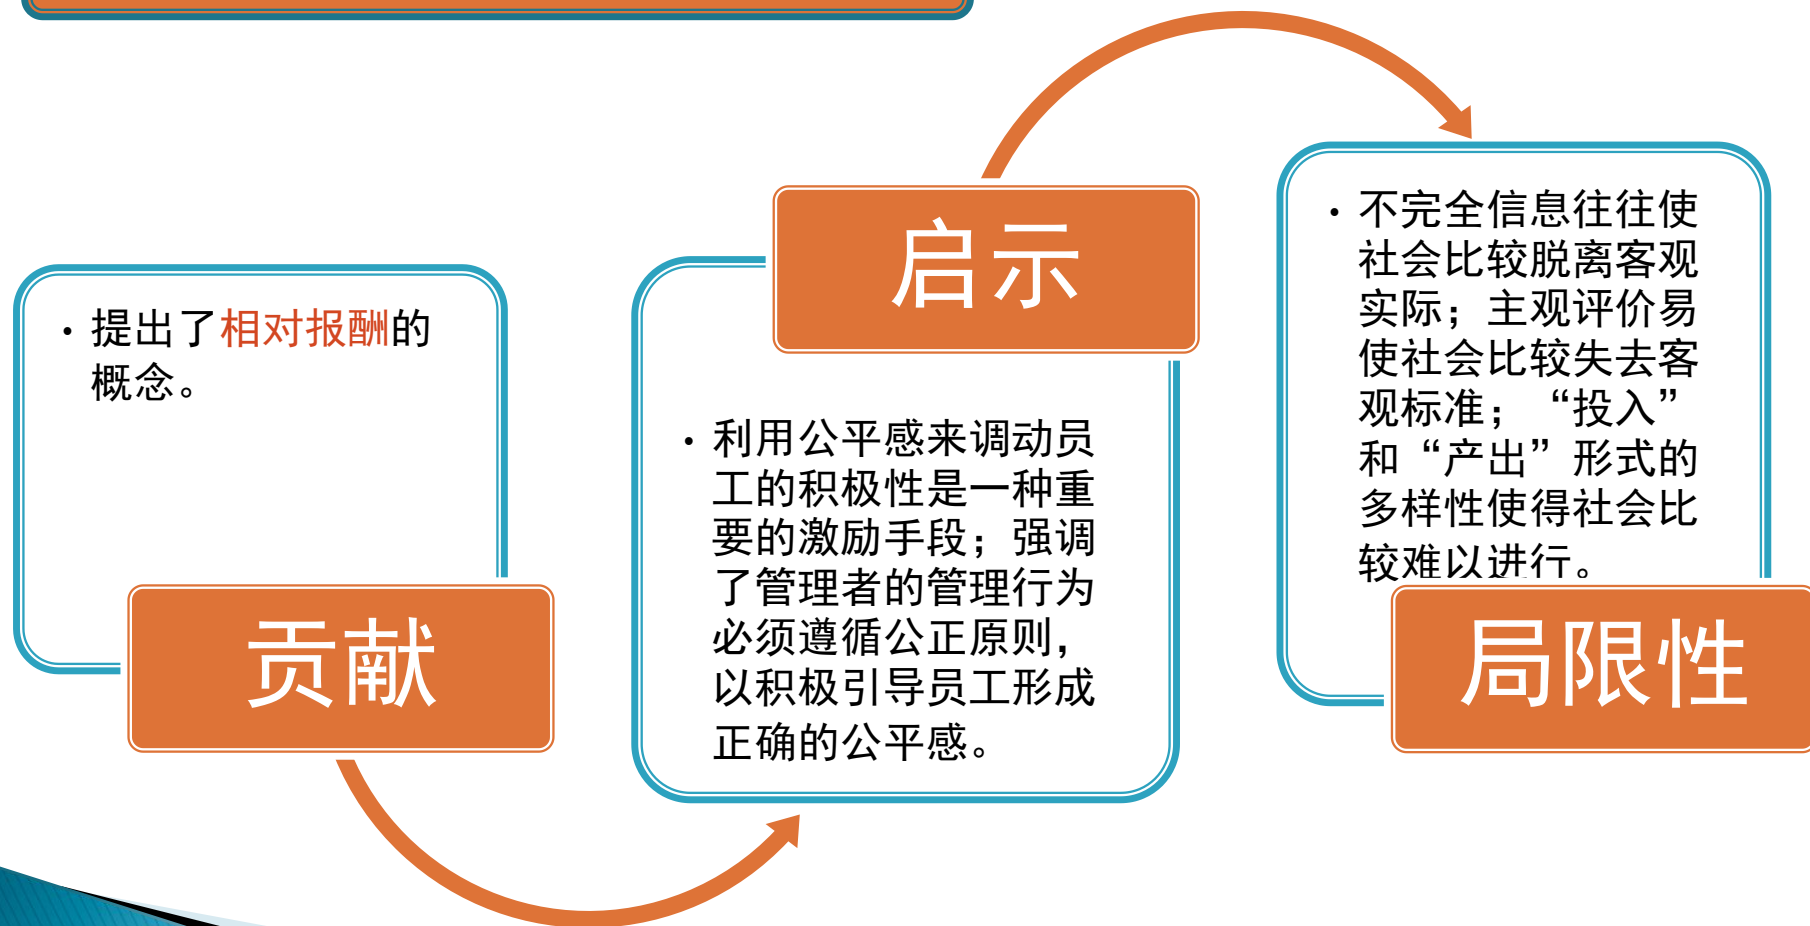 · 提出了相对报酬的
概念。
贡献
启示
· 利用公平感来调动员
工的积极性是一种重
要的激励手段；强调
了管理者的管理行为
必须遵循公正原则，
以积极引导员工形成
正确的公平感。
· 不完全信息往往使
社会比较脱离客观
实际；主观评价易
使社会比较失去客
观标准；“投入”
和“产出”形式的
多样性使得社会比
较难以进行。
局限性